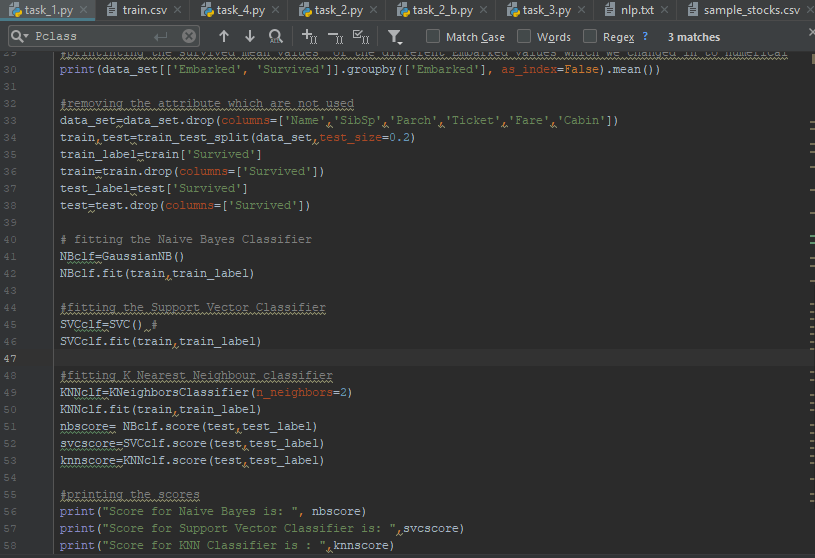 task_1.py train.csv task_4.py task_2.py task_2_b.py task_3.py nlp.txt sample_stocks.csv
Pclass Match Case Words Regex ? 3 matches
29 #printinting the survived mean values of the different Embarked values which we changed in to numerical
30 print(data_set[['Embarked', 'Survived']].groupby(['Embarked'], as_index=False).mean())
31
32 #removing the attribute which are not used
33 data_set=data_set.drop(columns=['Name','SibSp','Parch','Ticket','Fare','Cabin'])
34 train,test=train_test_split(data_set,test_size=0.2)
35 train_label=train['Survived']
36 train=train.drop(columns=['Survived'])
37 test_label=test['Survived']
38 test=test.drop(columns=['Survived'])
39
40 # fitting the Naive Bayes Classifier
41 NBclf=GaussianNB()
42 NBclf.fit(train,train_label)
43
44 #fitting the Support Vector Classifier
45 SVCclf=SVC() #
46 SVCclf.fit(train,train_label)
47
48 #fitting K Nearest Neighbour classifier
49 KNNclf=KNeighborsClassifier(n_neighbors=2)
50 KNNclf.fit(train,train_label)
51 nbscore= NBclf.score(test,test_label)
52 svcscore=SVCclf.score(test,test_label)
53 knnscore=KNNclf.score(test,test_label)
54
55 #printing the scores
56 print("Score for Naive Bayes is: ", nbscore)
57 print("Score for Support Vector Classifier is: ",svcscore)
58 print("Score for KNN Classifier is : ",knnscore)